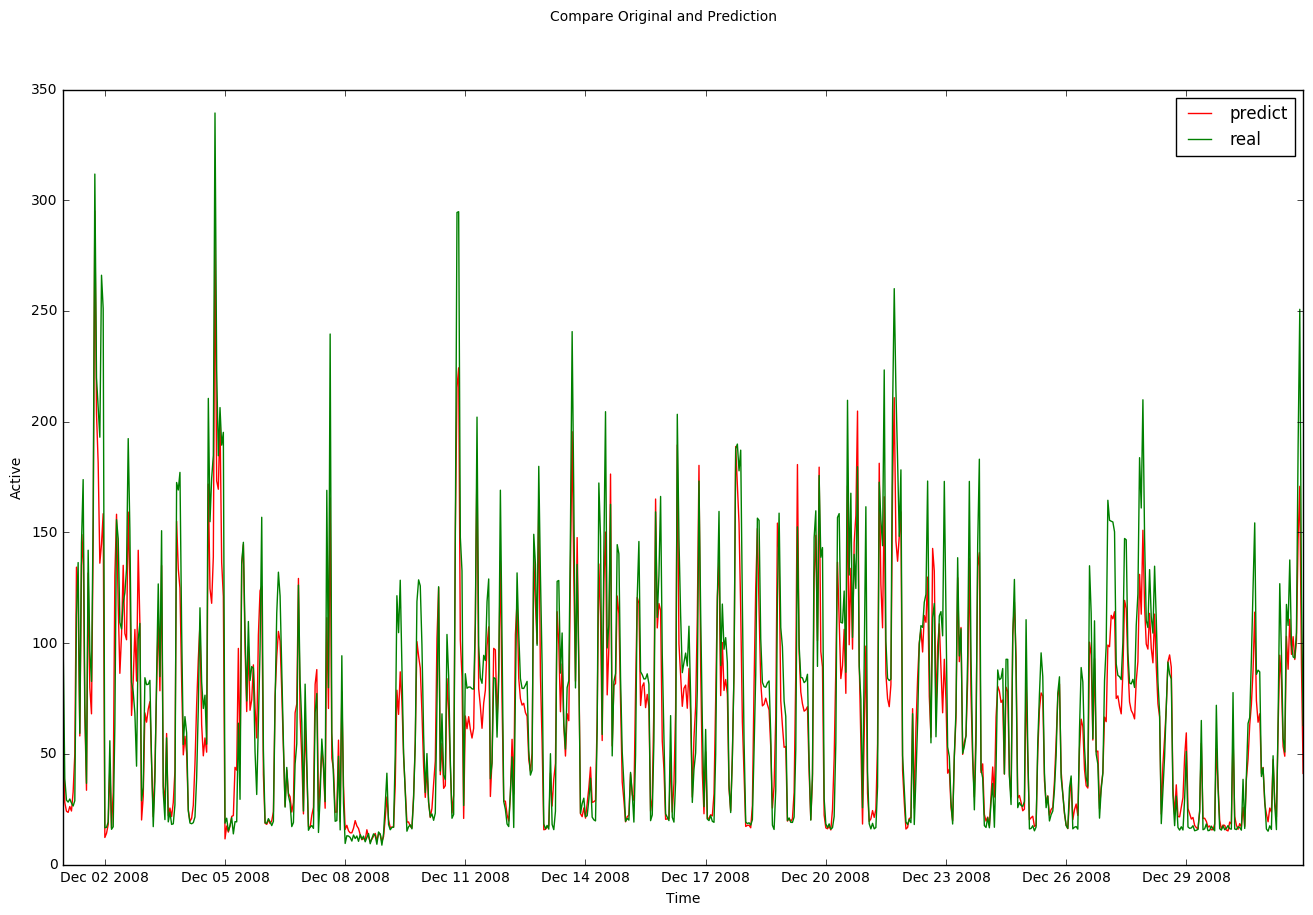 Compare Original and Prediction
350
300
250
200
150
100
50
0
Active
predict
real
Dec 02 2008
Dec 05 2008
Dec 08 2008
Dec 11 2008
Dec 14 2008
Dec 17 2008
Dec 20 2008
Dec 23 2008
Dec 26 2008
Dec 29 2008
Time